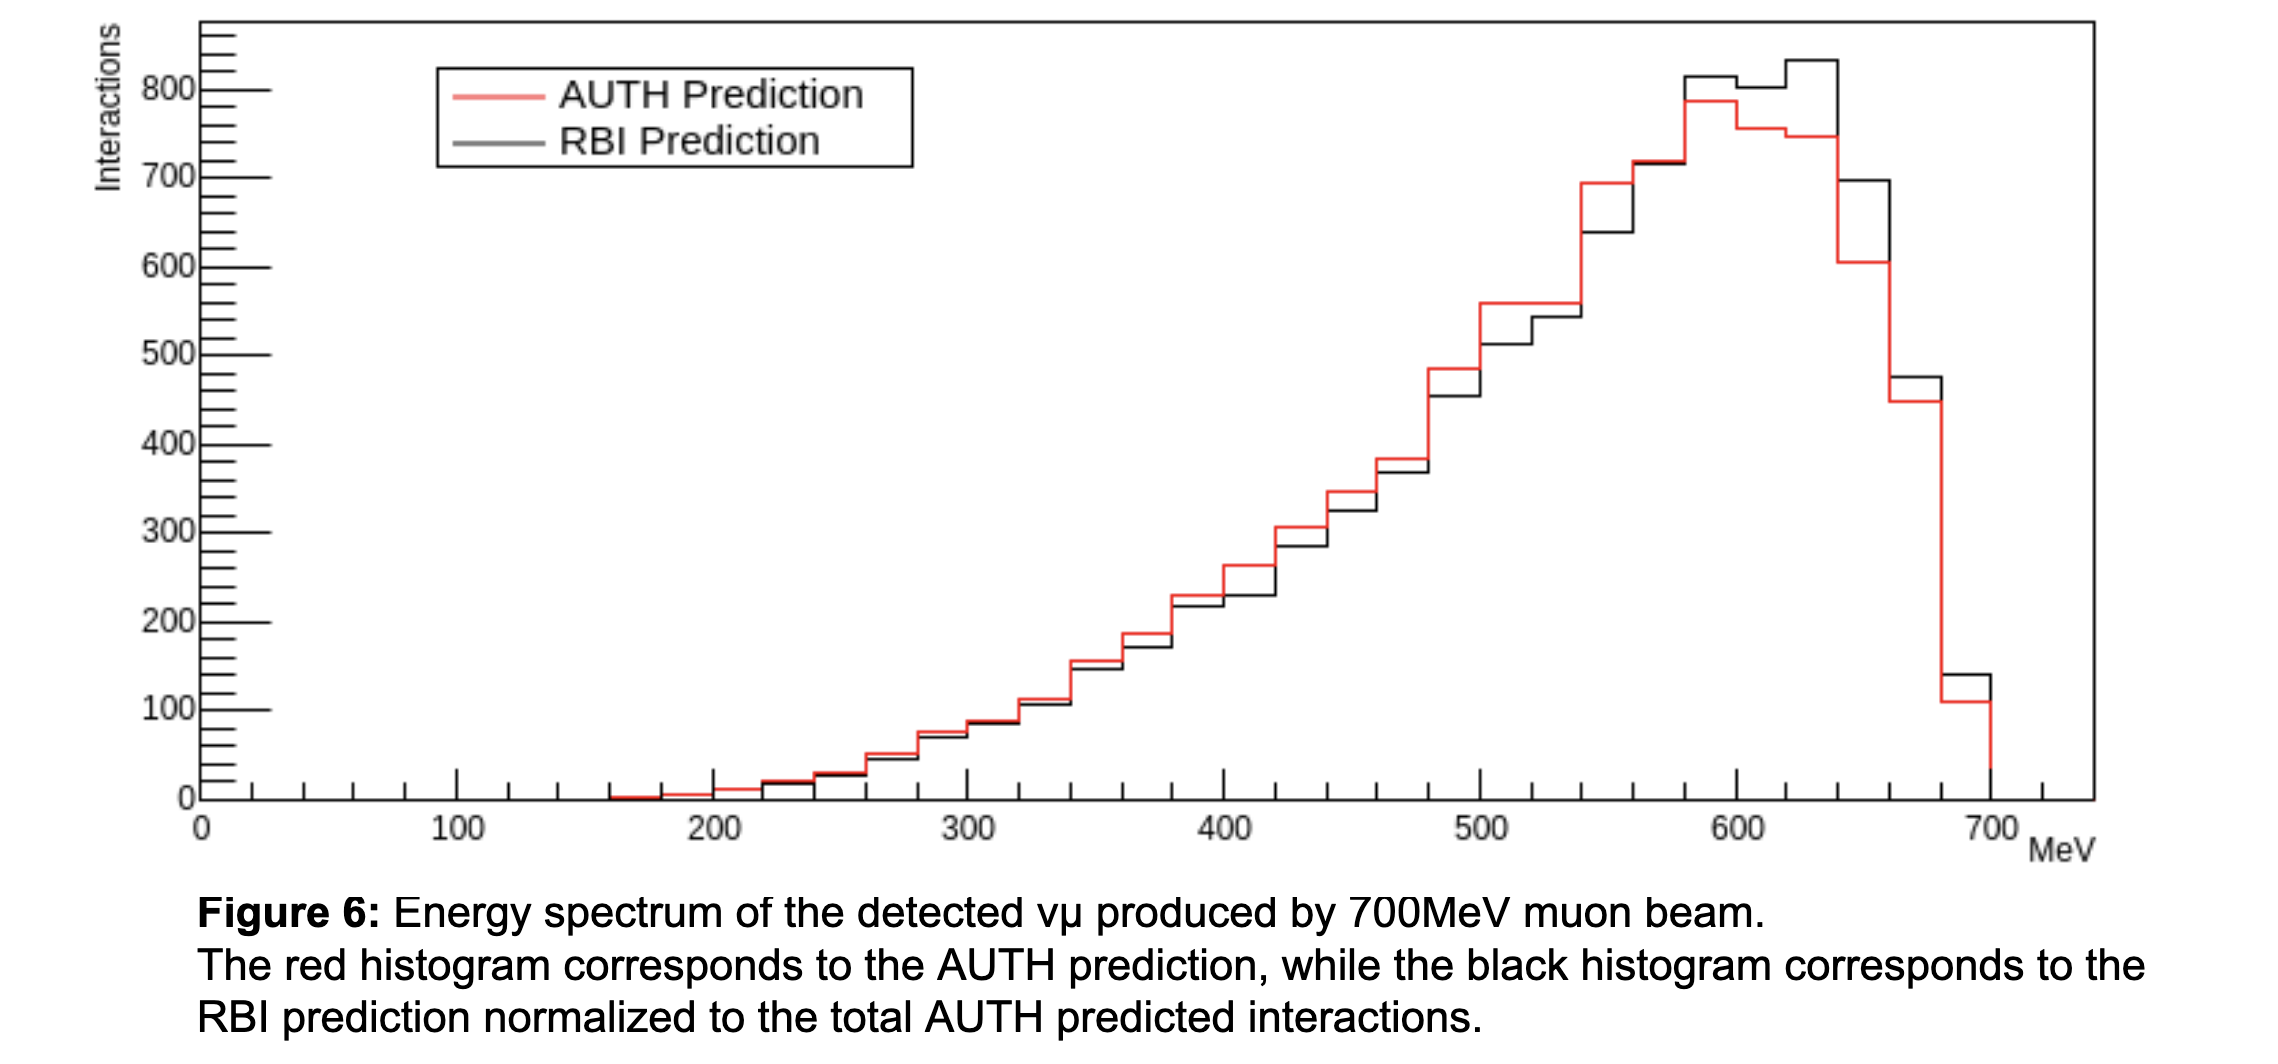 Interactions
800
700
600
500
400
300
200
100
0
AUTH Prediction
RBI Prediction
0 100 200 300 400 500 600 700
MeV
Figure 6: Energy spectrum of the detected νμ produced by 700MeV muon beam.
The red histogram corresponds to the AUTH prediction, while the black histogram corresponds to the
RBI prediction normalized to the total AUTH predicted interactions.